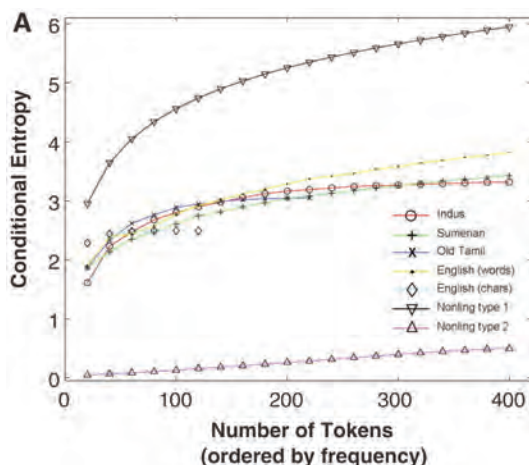 A
6
5
4
3
2
1
0
Conditional Entropy
Indus
Sumerian
Old Tamil
English (words)
English (chars)
Nonling type 1
Nonling type 2
0 100 200 300 400
Number of Tokens
(ordered by frequency)